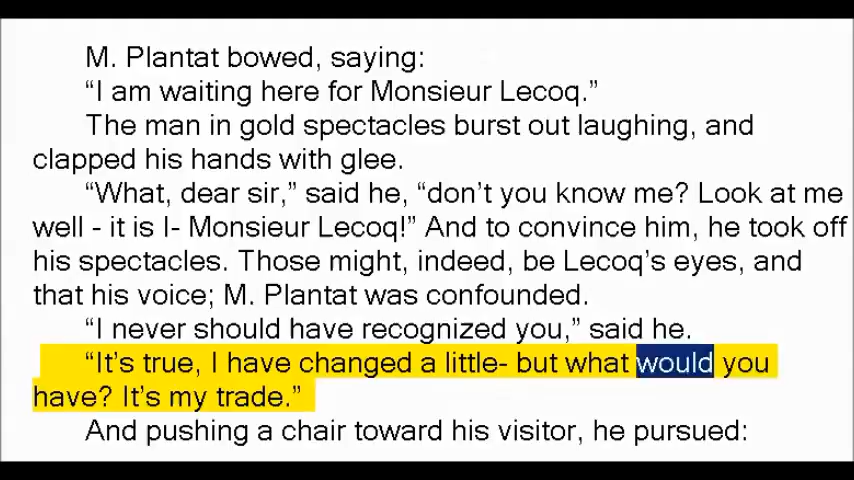 M. Plantat bowed, saying:
“I am waiting here for Monsieur Lecoq.”
The man in gold spectacles burst out laughing, and
clapped his hands with glee.
“What, dear sir,” said he, “don’t you know me? Look at me
well - it is I- Monsieur Lecoq!” And to convince him, he took off
his spectacles. Those might, indeed, be Lecoq’s eyes, and
that his voice; M. Plantat was confounded.
“I never should have recognized you,” said he.
“It’s true, I have changed a little- but what would you
have? It’s my trade.”
And pushing a chair toward his visitor, he pursued: